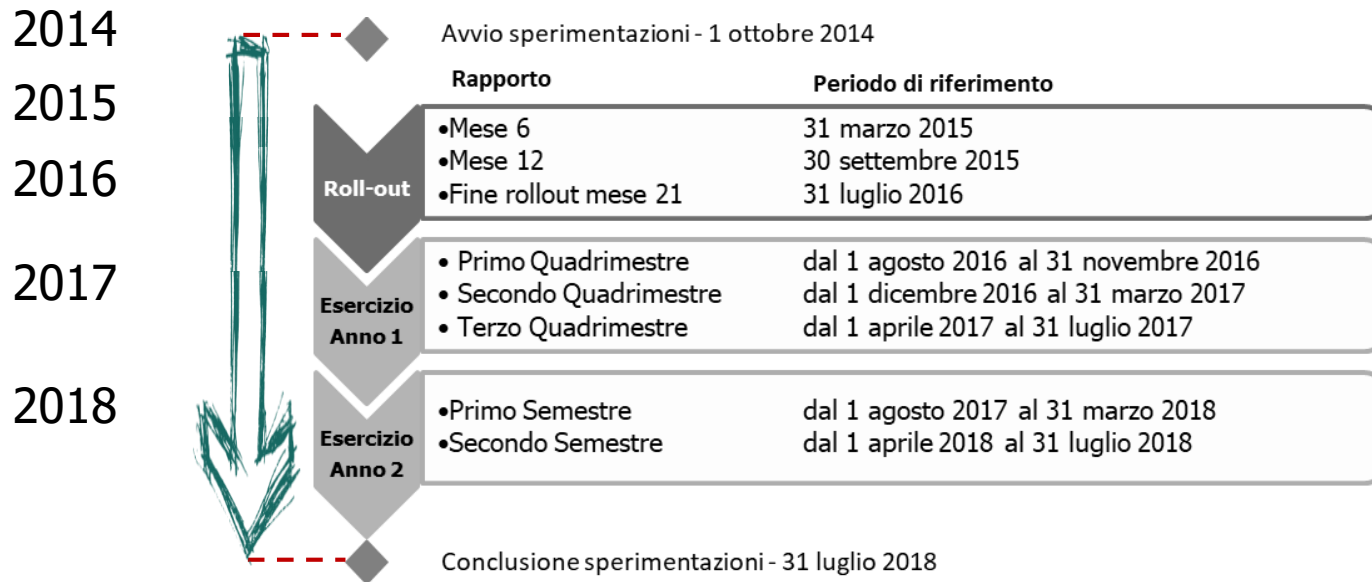 2014
Avvio sperimentazioni - 1 ottobre 2014
Rapporto Periodo di riferimento
2015
2016
Roll-out
•Mese 6 31 marzo 2015
•Mese 12 30 settembre 2015
•Fine rollout mese 21 31 luglio 2016
2017
Esercizio
Anno 1
• Primo Quadrimestre dal 1 agosto 2016 al 31 novembre 2016
• Secondo Quadrimestre dal 1 dicembre 2016 al 31 marzo 2017
• Terzo Quadrimestre dal 1 aprile 2017 al 31 luglio 2017
2018
Esercizio
Anno 2
•Primo Semestre dal 1 agosto 2017 al 31 marzo 2018
•Secondo Semestre dal 1 aprile 2018 al 31 luglio 2018
Conclusione sperimentazioni - 31 luglio 2018